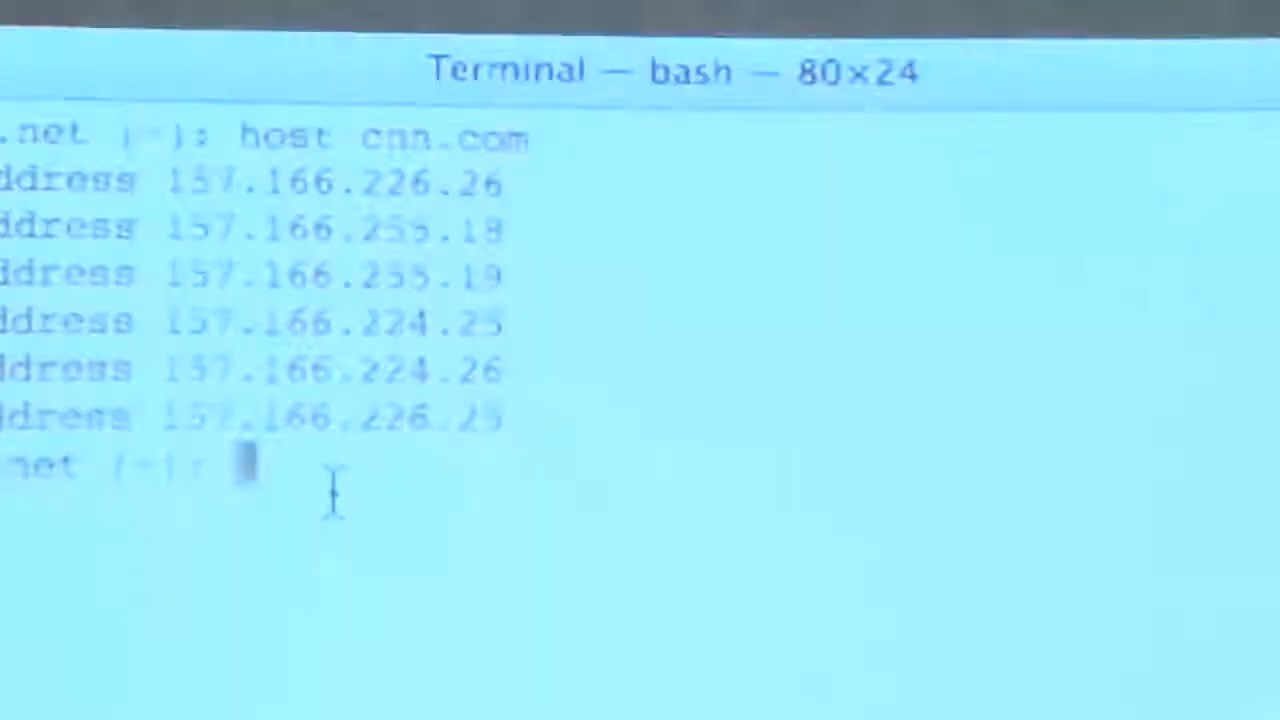 Terminal — bash — 80×24
.net (~): host cnn.com
ddress 157.166.226.26
ddress 157.166.255.18
ddress 157.166.255.19
ddress 157.166.224.25
ddress 157.166.224.26
ddress 157.166.226.25
.net (~):